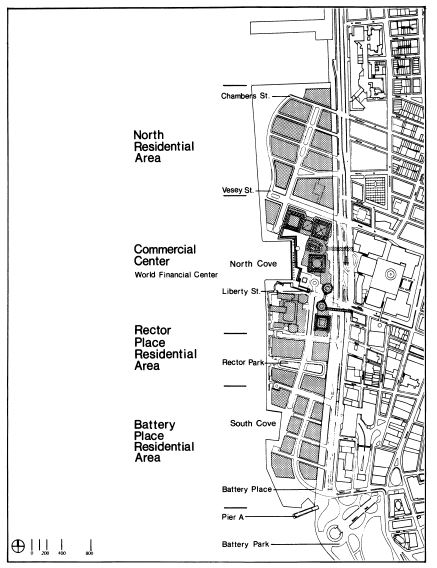 Chambers St.
North
Residential
Area
Vesey St.
Commercial
Center
World Financial Center
North Cove
Liberty St.
Rector
Place
Residential
Area
Rector Park
Battery
Place
Residential
Area
South Cove
Battery Place
Pier A
Battery Park
0 200 400 800